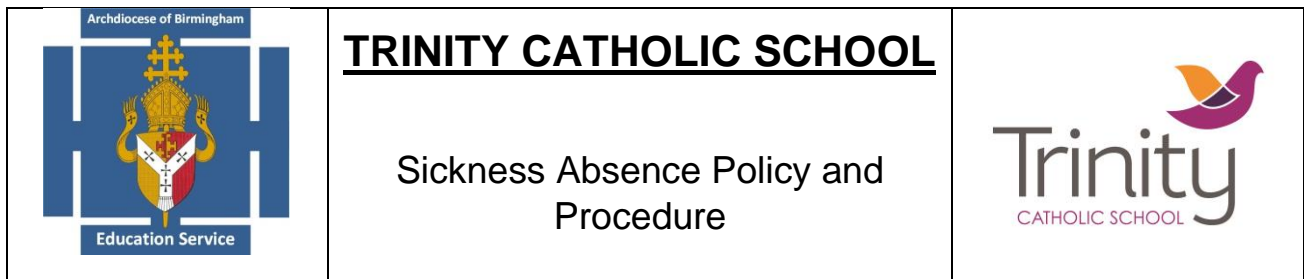 Archdiocese of Birmingham
Education Service
TRINITY CATHOLIC SCHOOL
Sickness Absence Policy and
Procedure
Trinity
CATHOLIC SCHOOL